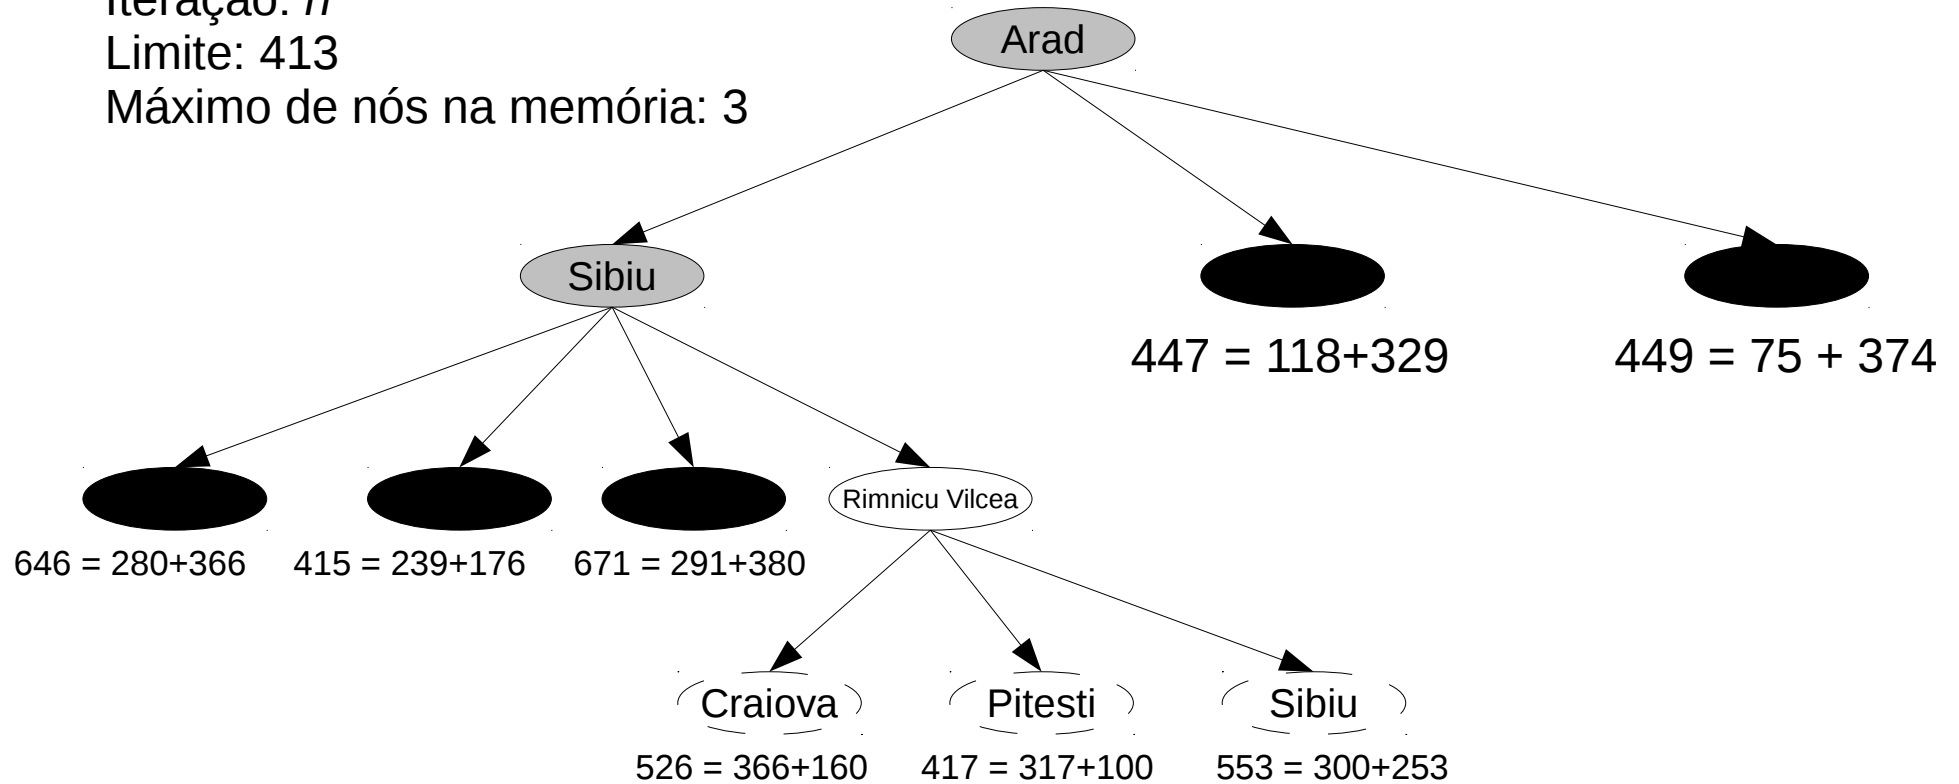 Iteração: n
Limite: 413
Máximo de nós na memória: 3
Arad
Sibiu
447 = 118+329
449 = 75 + 374
Rimnicu Vilcea
646 = 280+366
415 = 239+176
671 = 291+380
Craiova
Pitesti
Sibiu
526 = 366+160
417 = 317+100
553 = 300+253